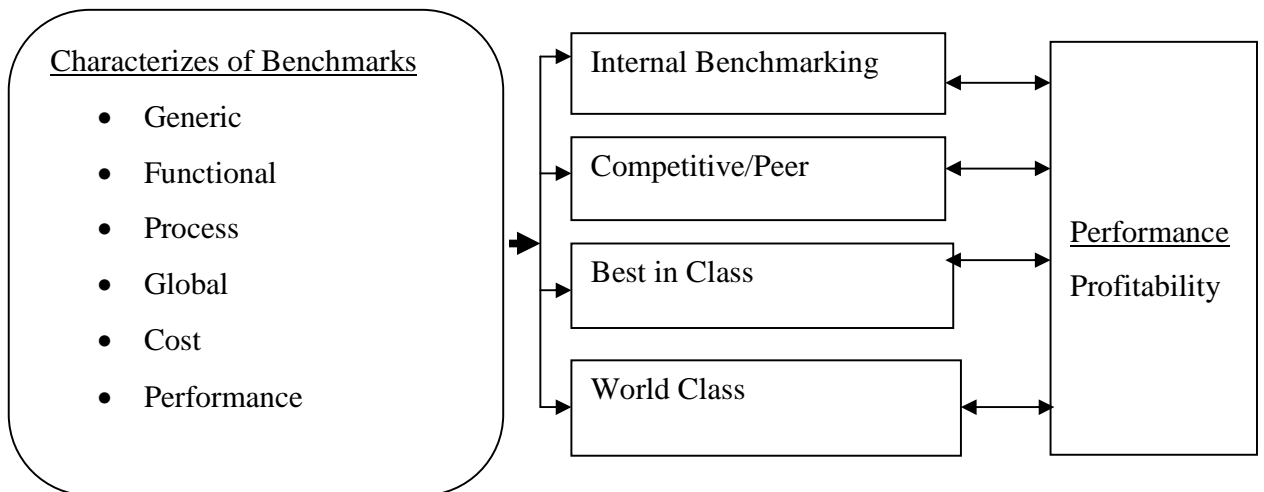 Characterizes of Benchmarks
• Generic
• Functional
• Process
• Global
• Cost
• Performance
Internal Benchmarking
Competitive/Peer
Best in Class
World Class
Performance
Profitability